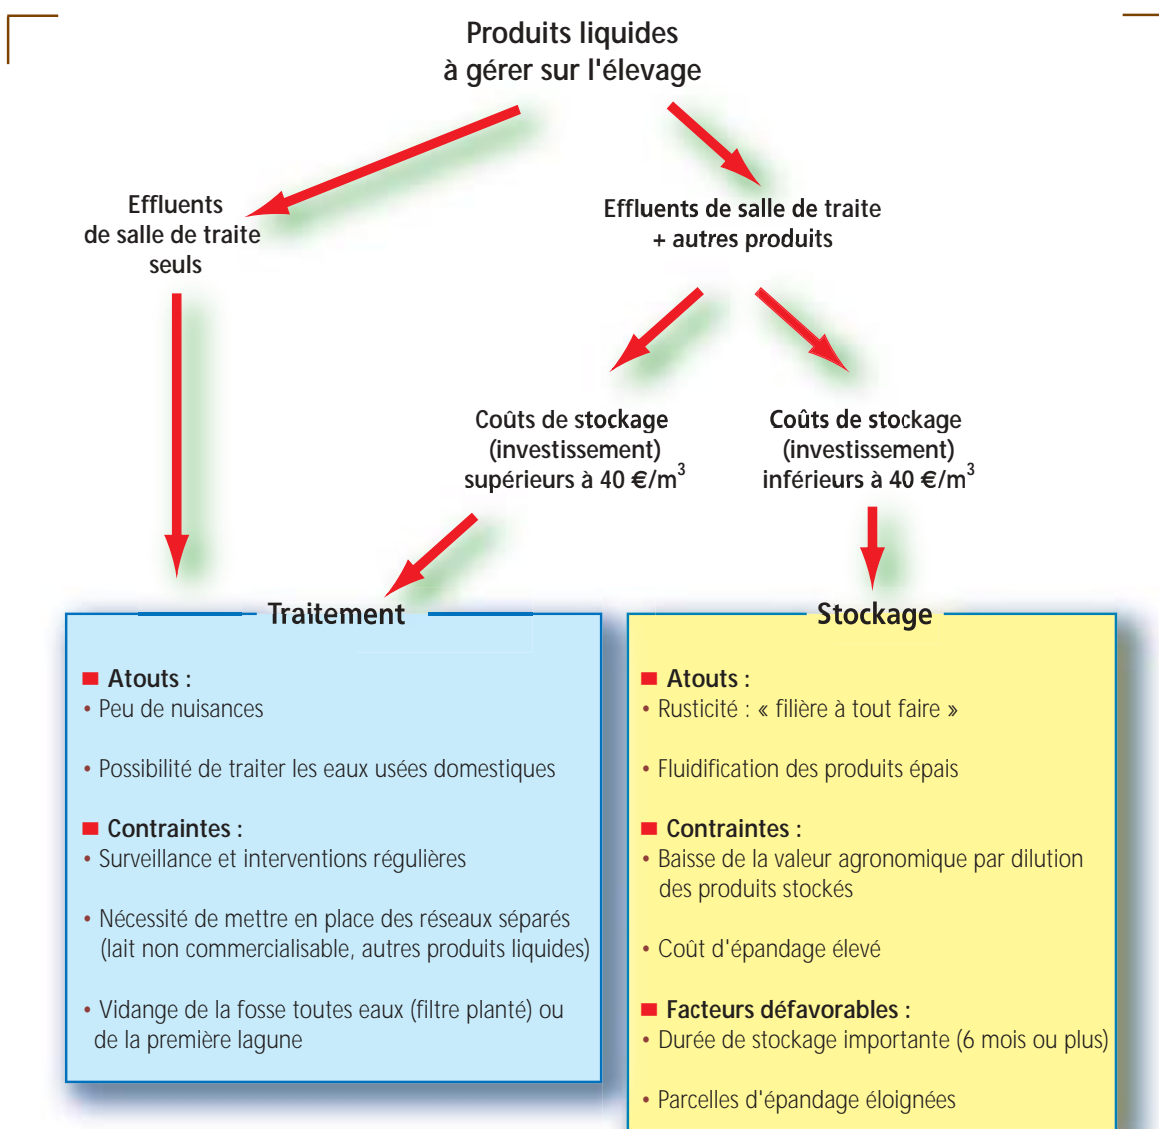 Produits liquides
à gérer sur l'élevage
Effluents
de salle de traite
seuls
Effluents de salle de traite
+ autres produits
Coûts de stockage
(investissement)
supérieurs à 40 €/m³
Coûts de stockage
(investissement)
inférieurs à 40 €/m³
Traitement
■ Atouts :
• Peu de nuisances
• Possibilité de traiter les eaux usées domestiques
■ Contraintes :
• Surveillance et interventions régulières
• Nécessité de mettre en place des réseaux séparés
(lait non commercialisable, autres produits liquides)
• Vidange de la fosse toutes eaux (filtre planté) ou
de la première lagune
Stockage
■ Atouts :
• Rusticité : « filière à tout faire »
• Fluidification des produits épais
■ Contraintes :
• Baisse de la valeur agronomique par dilution
des produits stockés
• Coût d'épandage élevé
■ Facteurs défavorables :
• Durée de stockage importante (6 mois ou plus)
• Parcelles d'épandage éloignées